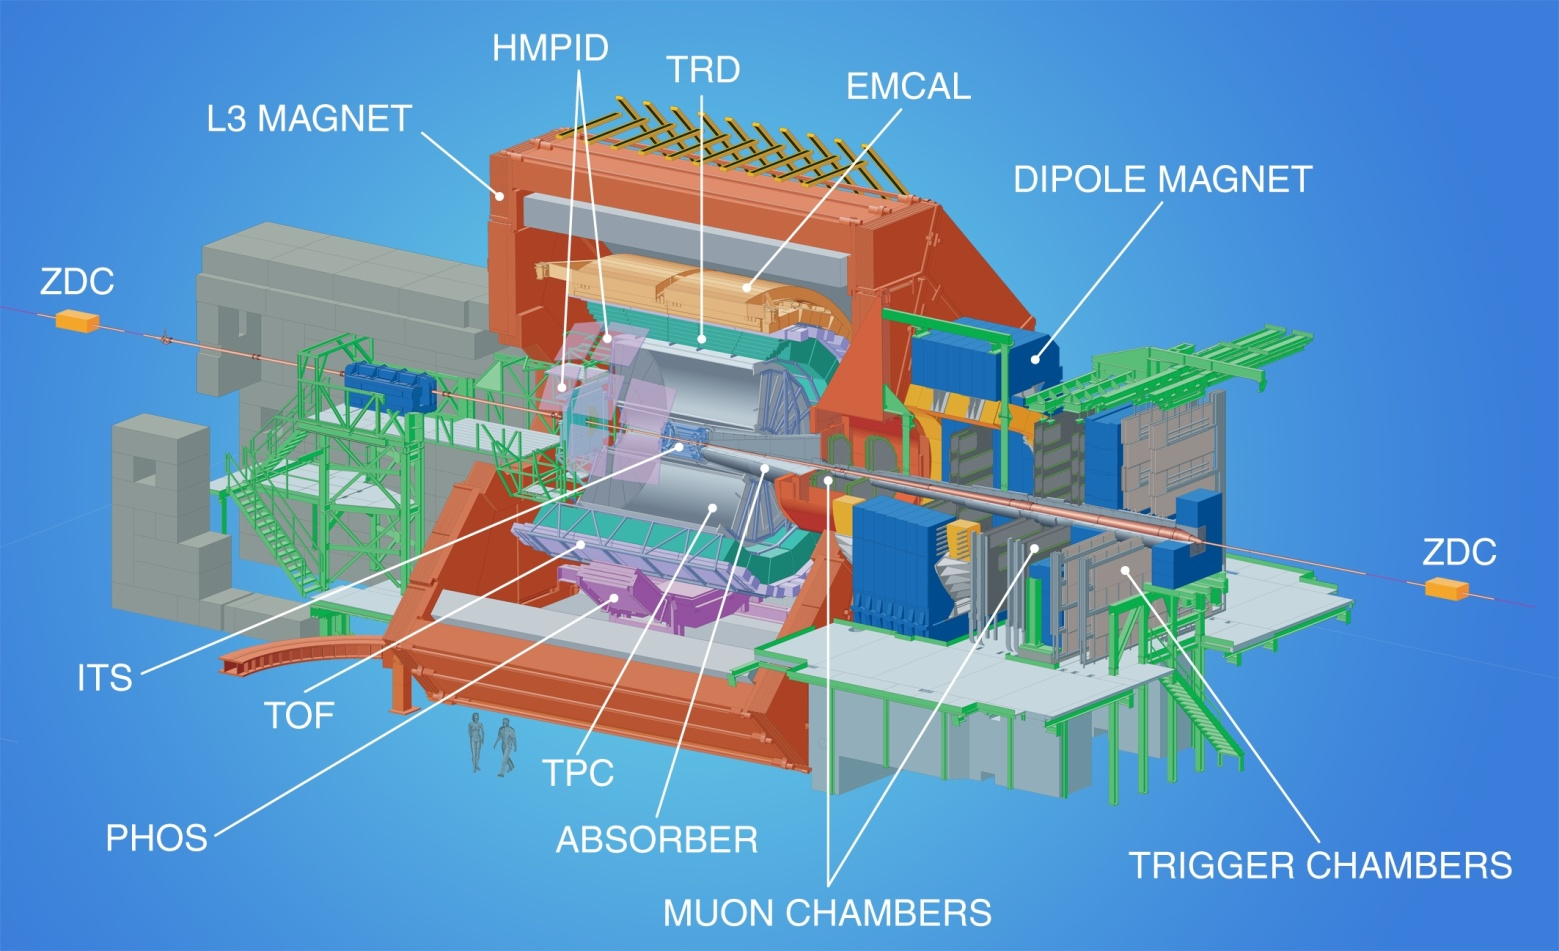 HMPID
TRD
EMCAL
L3 MAGNET
DIPOLE MAGNET
ZDC
ZDC
ITS
TOF
TPC
PHOS
ABSORBER
TRIGGER CHAMBERS
MUON CHAMBERS